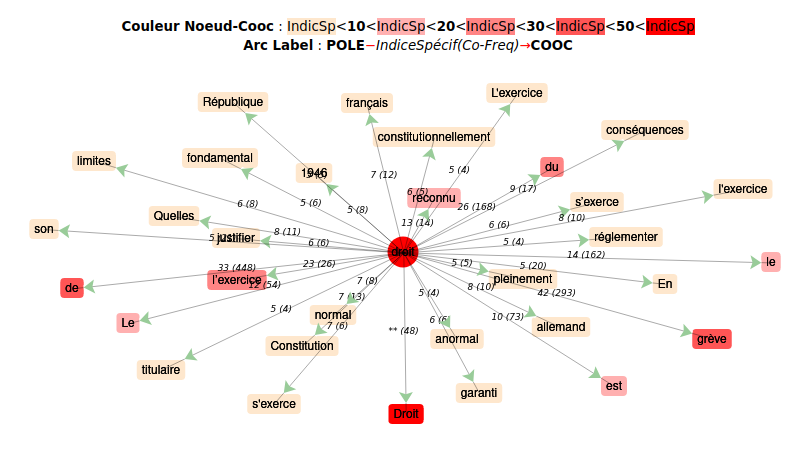 Couleur Noeud-Cooc : IndicSp<10<IndicSp<20<IndicSp<30<IndicSp<50<IndicSp
Arc Label : POLE−IndiceSpécif(Co-Freq)→COOC
L'exercice
République
français
conséquences
constitutionnellement
limites
fondamental
du
1946
7 (12)
5 (4)
9 (17)
l'exercice
6 (5)
reconnu
5 (6)
6 (8)
5 (8)
26 (168)
s'exerce
Quelles
8 (10)
13 (14)
6 (6)
son
8 (11)
justifier
6 (6)
5 (4)
réglementer
droit
14 (162)
le
33 (448)
23 (26)
5 (5)
5 (20)
de
l'exercice
12 (54)
7 (8)
8 (10)
pleinement
En
42 (293)
7 (13)
5 (4)
Le
5 (4)
normal
10 (73)
7 (6)
allemand
** (48)
anormal
grève
Constitution
titulaire
est
garanti
s'exerce
Droit